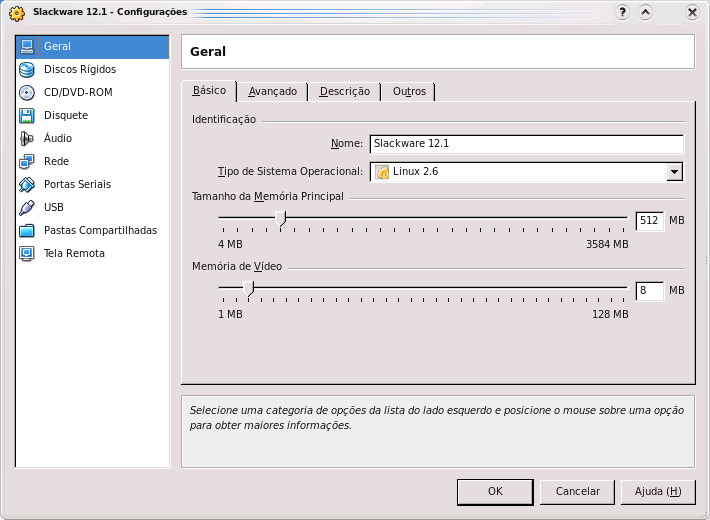 Slackware 12.1 - Configurações
Geral
Discos Rígidos
CD/DVD-ROM
Disquete
Áudio
Rede
Portas Seriais
USB
Pastas Compartilhadas
Tela Remota
Geral
Básico Avançado Descrição Outros
Identificação
Nome: Slackware 12.1
Tipo de Sistema Operacional: Linux 2.6
Tamanho da Memória Principal
512 MB
4 MB 3584 MB
Memória de Vídeo
8 MB
1 MB 128 MB
Selecione uma categoria de opções da lista do lado esquerdo e posicione o mouse sobre uma opção
para obter maiores informações.
OK Cancelar Ajuda (H)